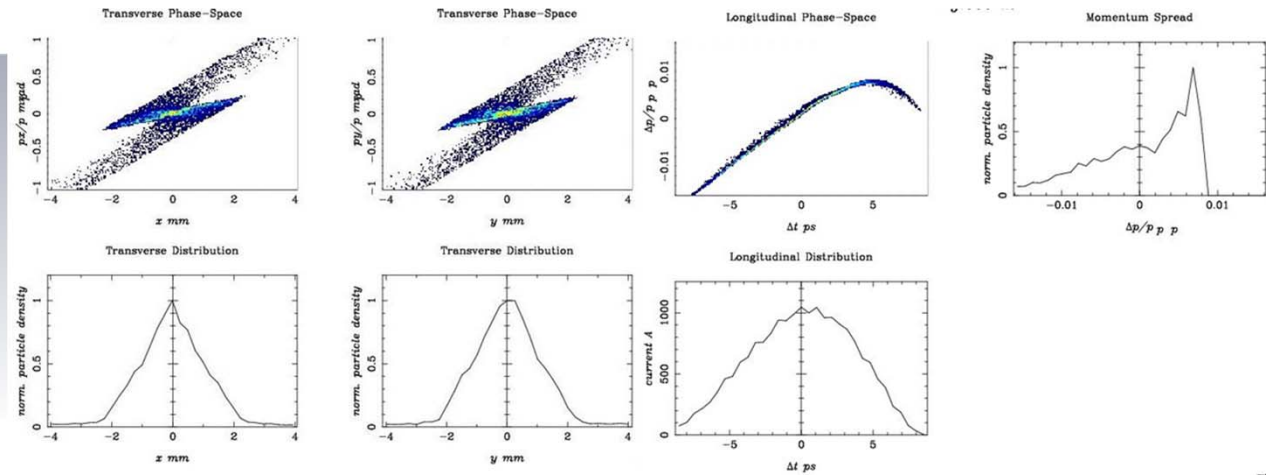 Transverse Phase-Space
px/p mrad
1
0.5
0
−0.5
−1
−4 −2 0 2 4
x mm
Transverse Phase-Space
py/p mrad
1
0.5
0
−0.5
−1
−4 −2 0 2 4
y mm
Longitudinal Phase-Space
Δp/p p p
0.01
0
−0.01
−5 0 5
Δt ps
Momentum Spread
norm. particle density
1
0.5
0
−0.01 0 0.01
Δp/p p p
Transverse Distribution
norm. particle density
1
0.5
0
−4 −2 0 2 4
x mm
Transverse Distribution
norm. particle density
1
0.5
0
−4 −2 0 2 4
y mm
Longitudinal Distribution
current A
1000
500
0
−5 0 5
Δt ps